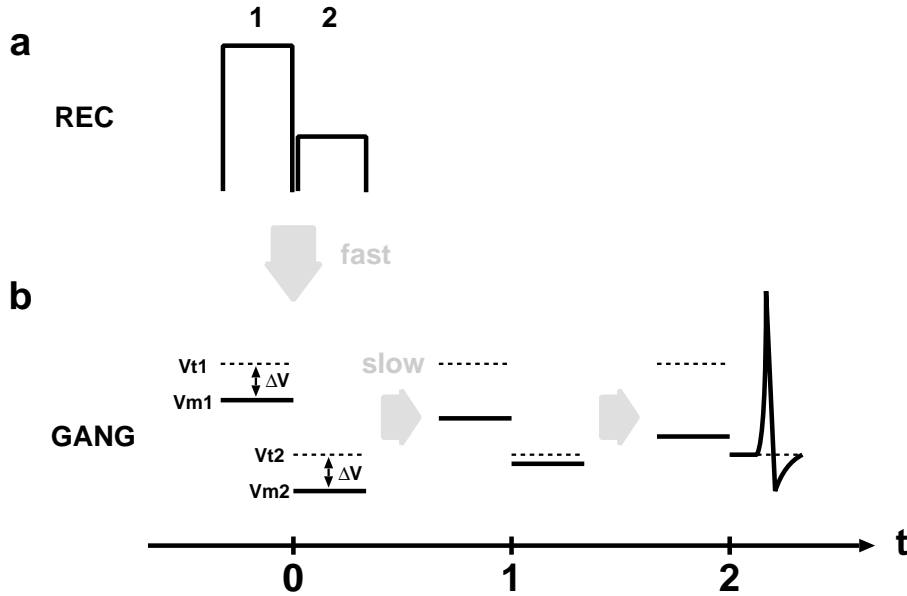 1 2
a
REC
fast
b
Vt1
ΔV
slow
Vm1
GANG
Vt2
ΔV
Vm2
t
0 1 2